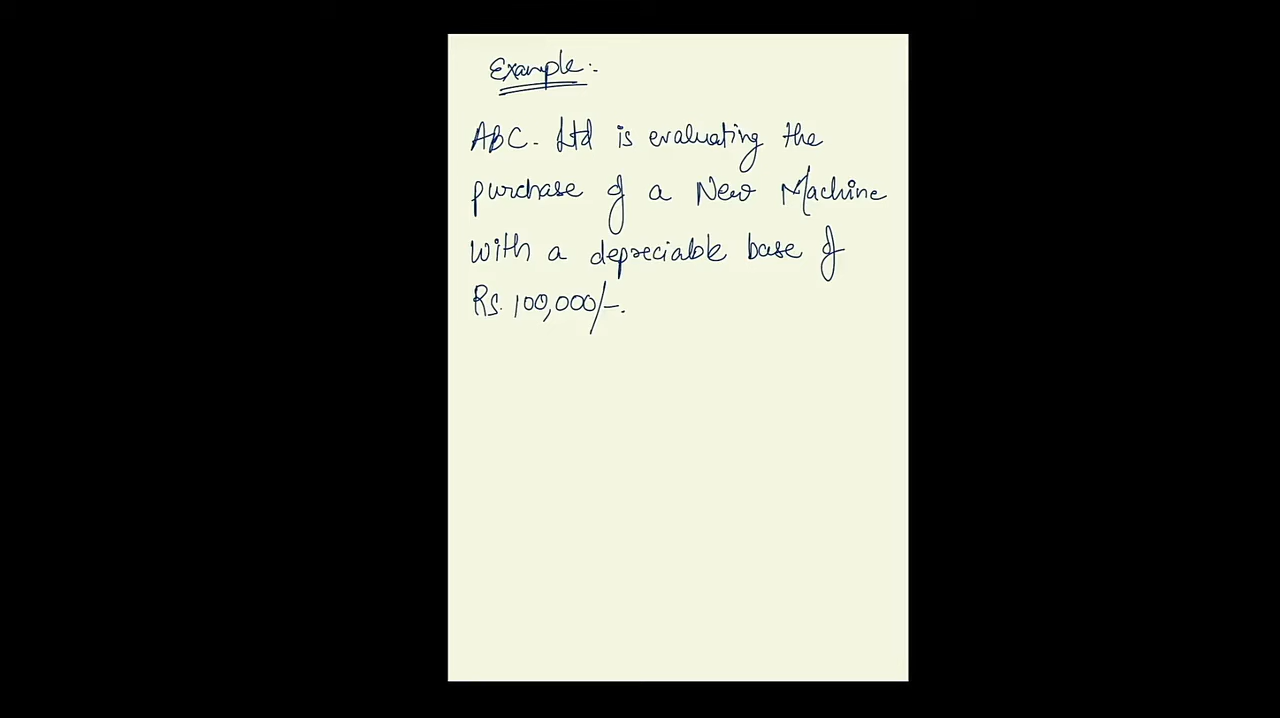 Example:-
ABC. Ltd is evaluating the
purchase of a New Machine
with a depreciable base of
Rs. 100,000/-.